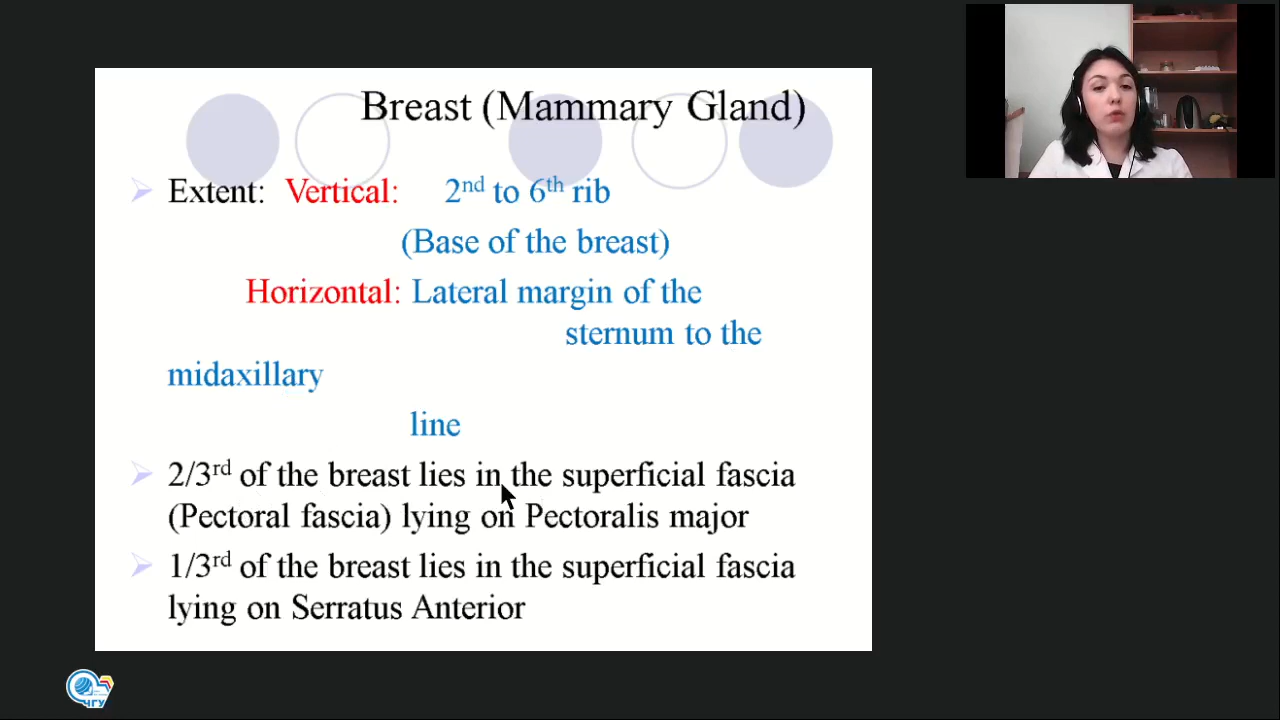 Breast (Mammary Gland)
Extent: Vertical: 2nd to 6th rib
(Base of the breast)
Horizontal: Lateral margin of the
sternum to the
midaxillary
line
2/3rd of the breast lies in the superficial fascia
(Pectoral fascia) lying on Pectoralis major
1/3rd of the breast lies in the superficial fascia
lying on Serratus Anterior
ЧГУ